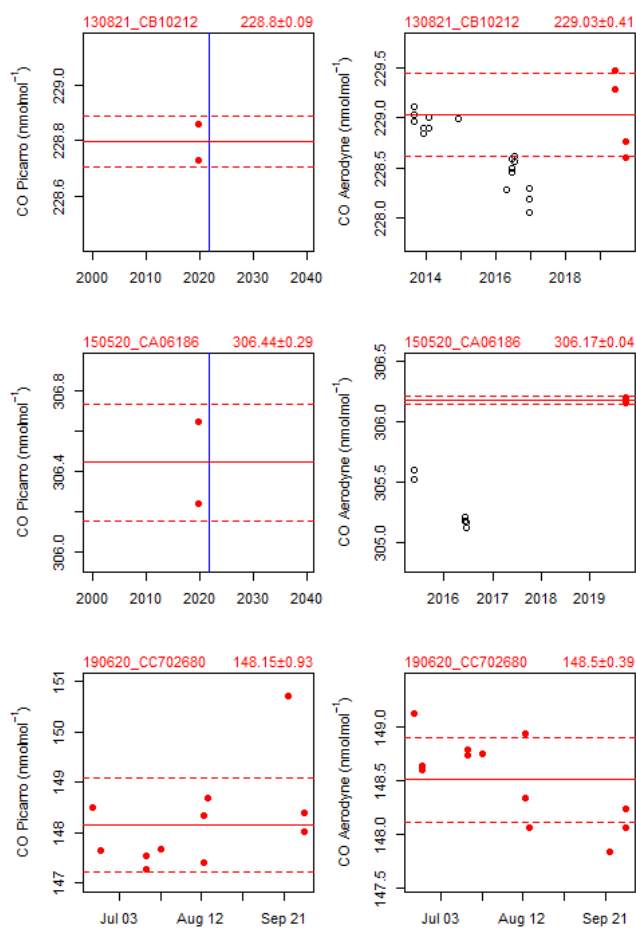 130821_CB10212 228.8±0.09
CO Picarro (nmolmol⁻¹)
228.6 228.8 229.0
2000 2010 2020 2030 2040
130821_CB10212 229.03±0.41
CO Aerodyne (nmolmol⁻¹)
228.0 228.5 229.0 229.5
2014 2016 2018
150520_CA06186 306.44±0.29
CO Picarro (nmolmol⁻¹)
306.0 306.4 306.8
2000 2010 2020 2030 2040
150520_CA06186 306.17±0.04
CO Aerodyne (nmolmol⁻¹)
305.0 305.5 306.0 306.5
2016 2017 2018 2019
190620_CC702680 148.15±0.93
CO Picarro (nmolmol⁻¹)
147 148 149 150 151
Jul 03 Aug 12 Sep 21
190620_CC702680 148.5±0.39
CO Aerodyne (nmolmol⁻¹)
147.5 148.0 148.5 149.0
Jul 03 Aug 12 Sep 21